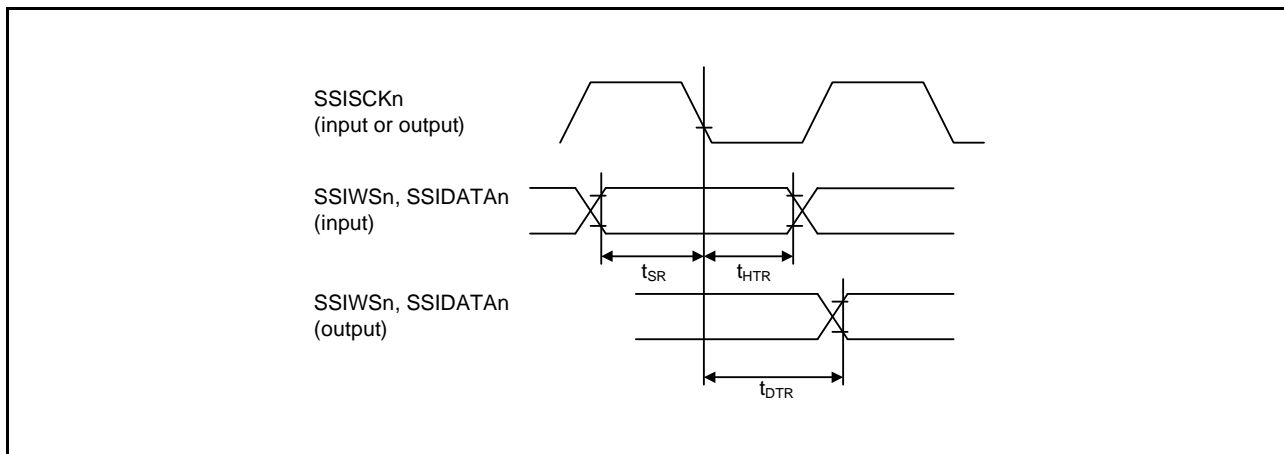 SSISCKn
(input or output)
SSIWSn, SSIDATAn
(input)
tSR
tHTR
SSIWSn, SSIDATAn
(output)
tDTR